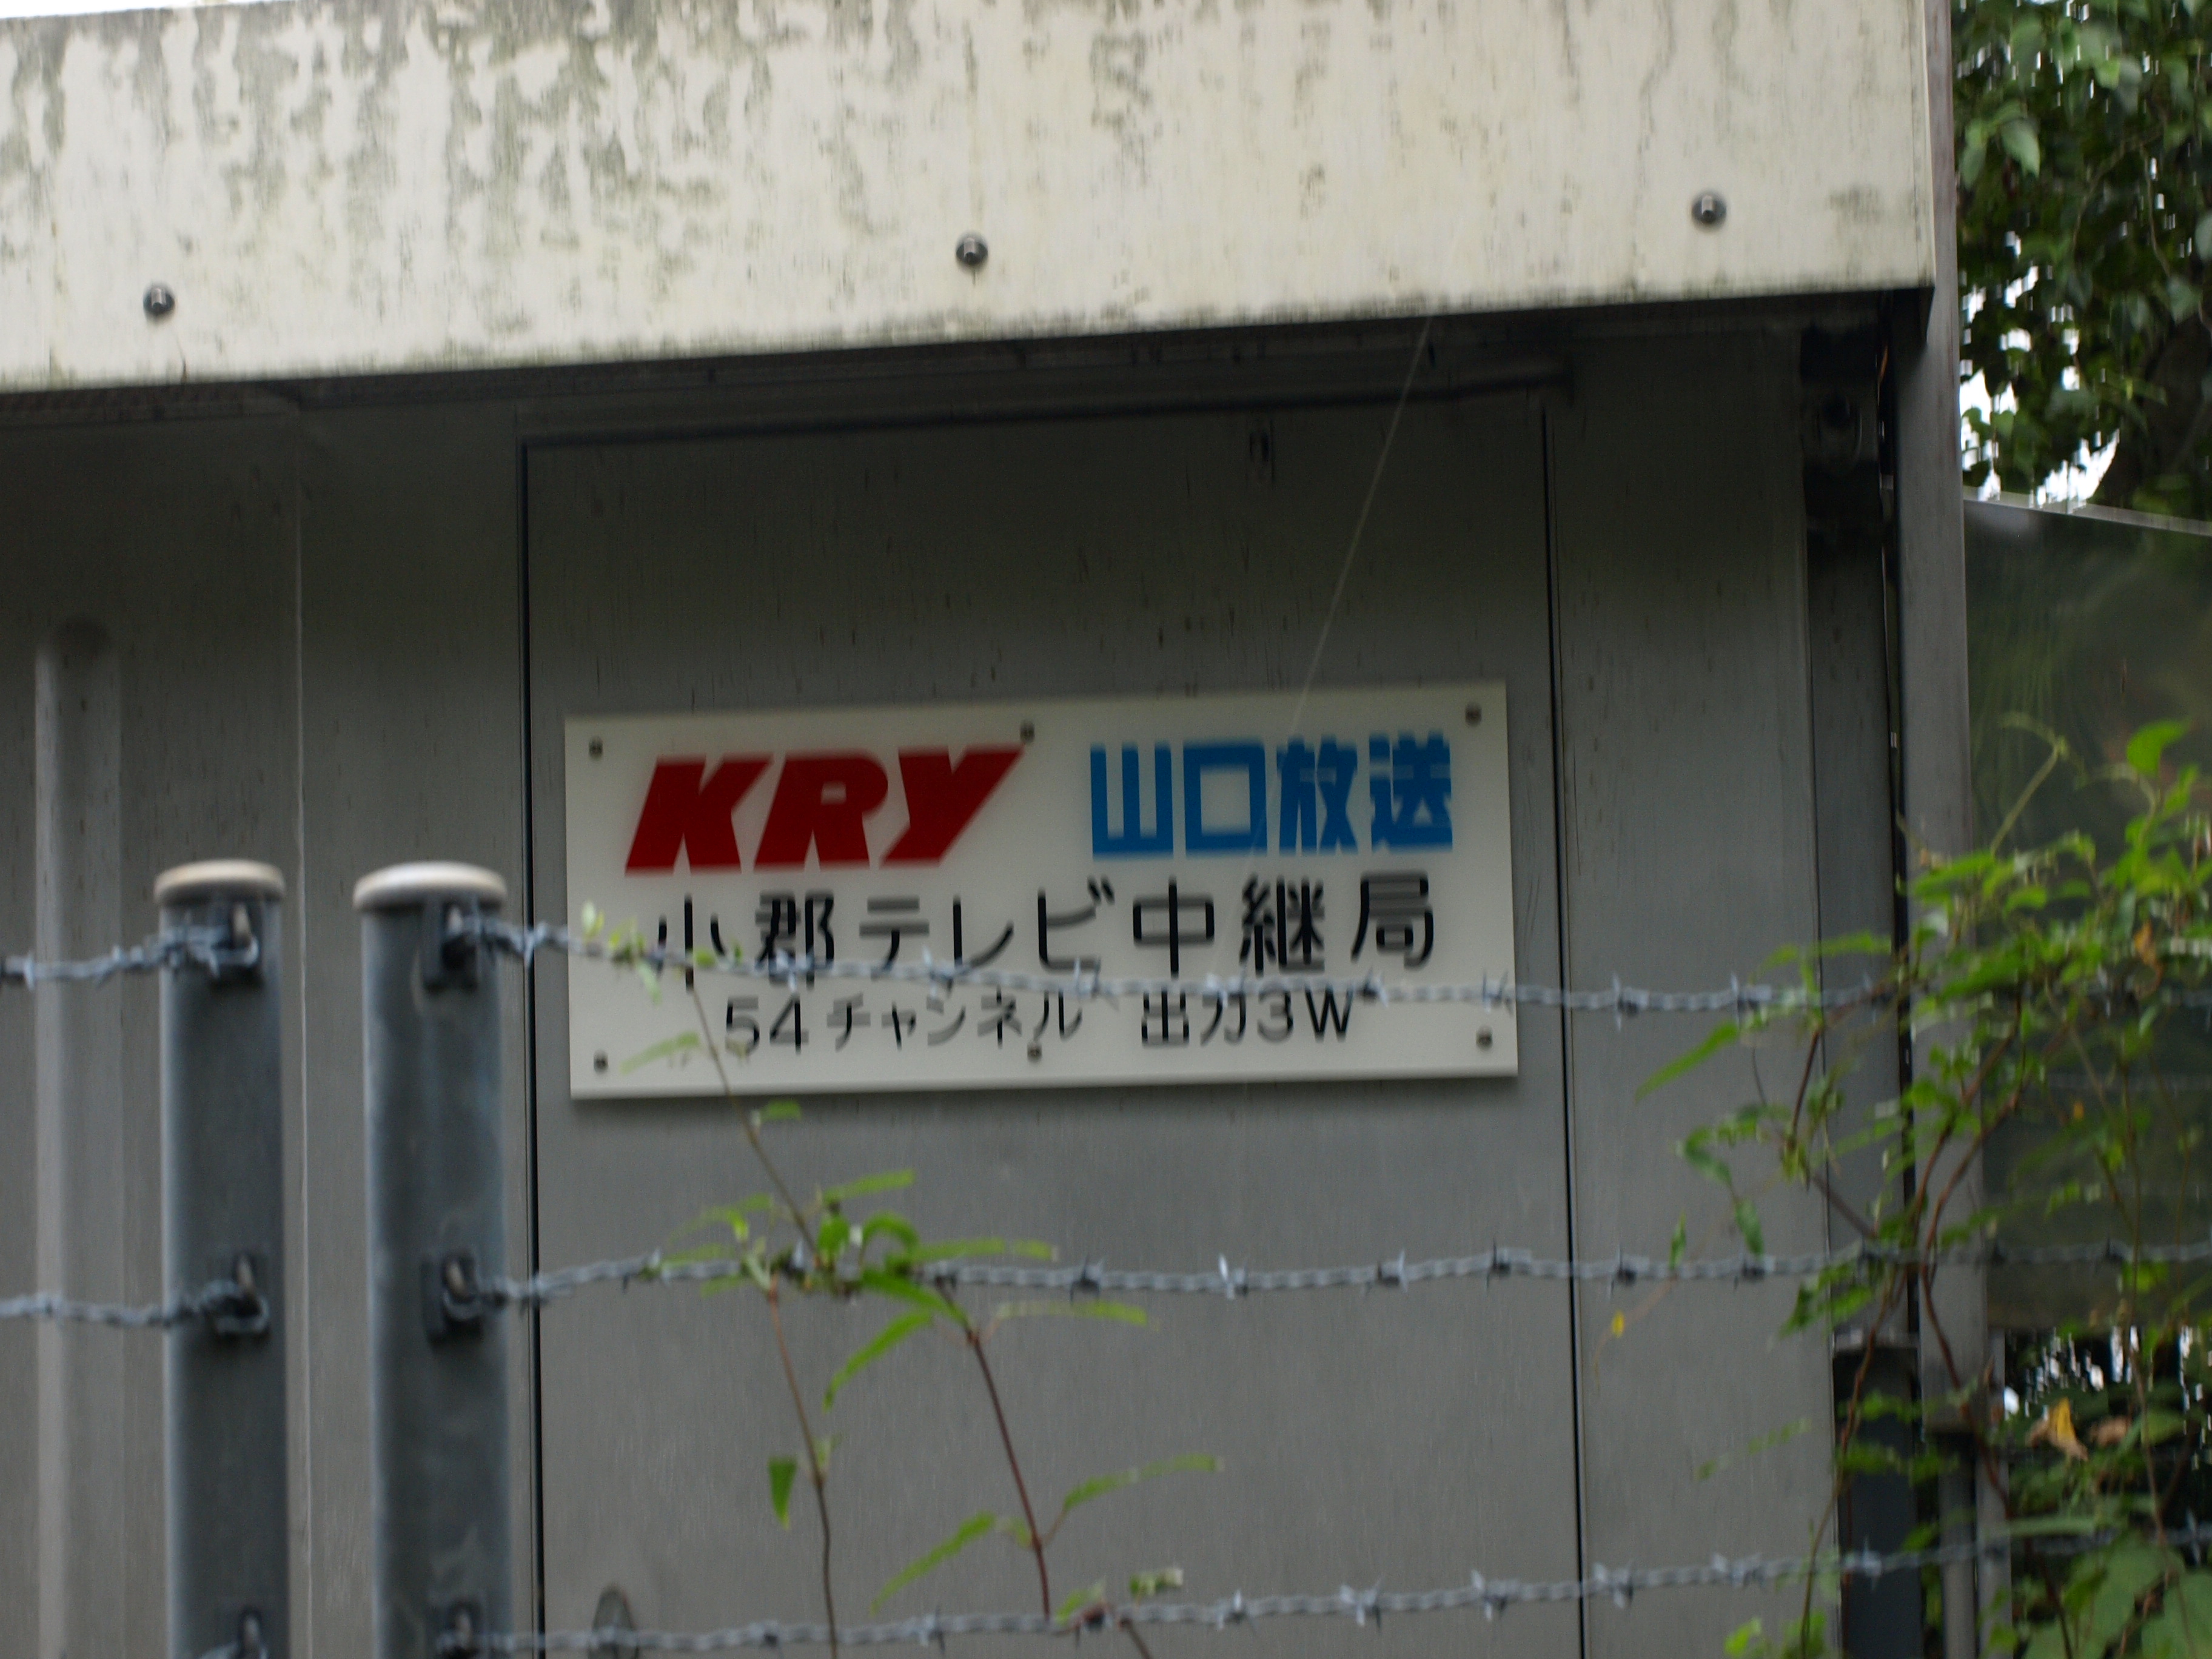 KRY 山口放送
小郡テレビ中継局
54チャンネル 出力3W